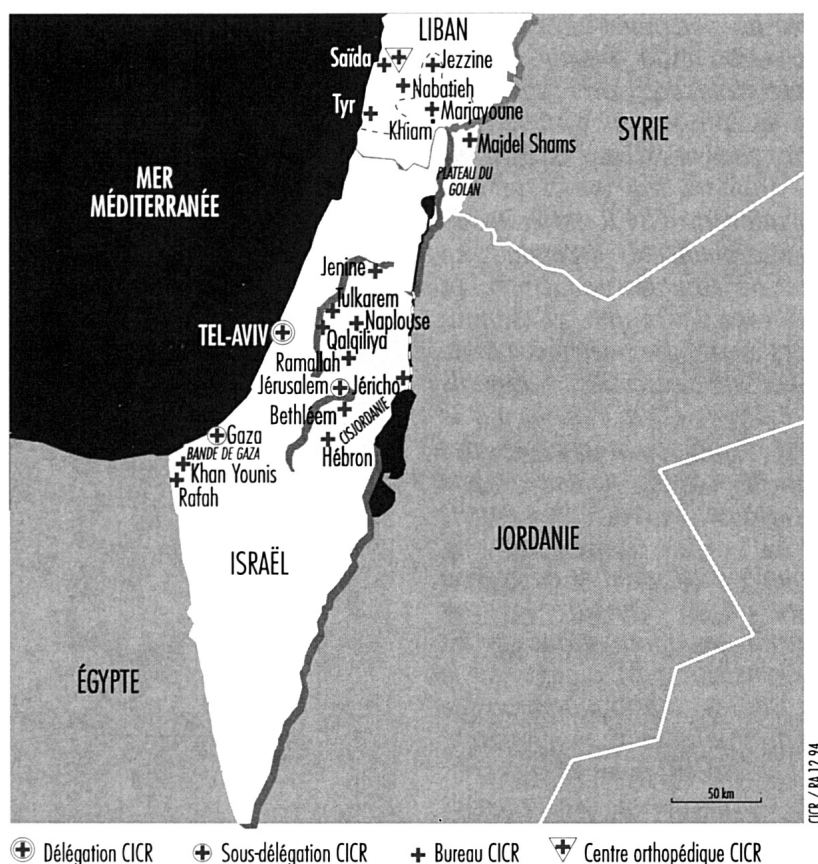 LIBAN
Saïda
Jezzine
Nabatieh
Tyr
Marjayoune
Khiam
SYRIE
Majdel Shams
PLATEAU DU
GOLAN
MER
MÉDITERRANÉE
Jenine
Tulkarem
Naplouse
TEL-AVIV
Qalqiliya
Ramallah
Jérusalem
Jéricho
Bethléem
CISJORDANIE
Gaza
BANDE DE GAZA
Hébron
Khan Younis
Rafah
JORDANIE
ISRAËL
ÉGYPTE
50 km
CICR / RA 12.94
Délégation CICR
Sous-délégation CICR
Bureau CICR
Centre orthopédique CICR